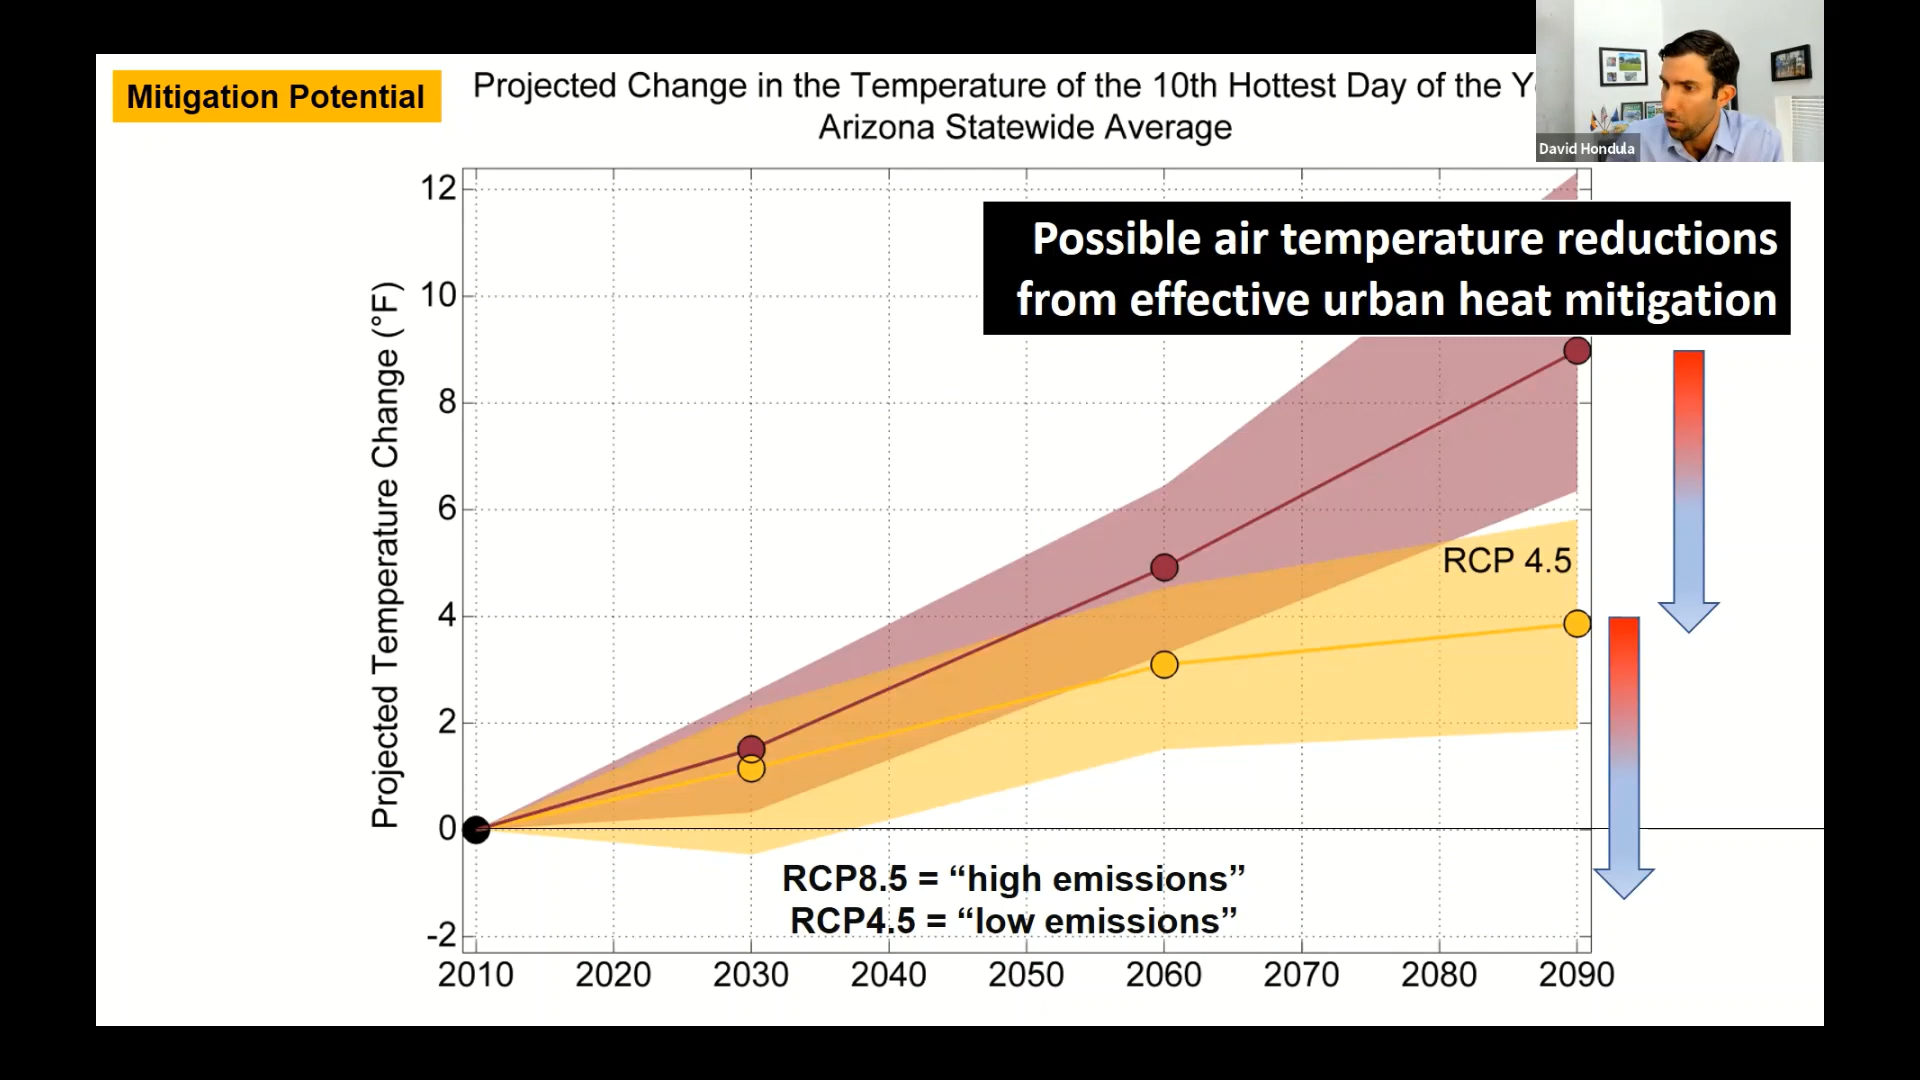 Mitigation Potential
Projected Change in the Temperature of the 10th Hottest Day of the
Arizona Statewide Average
David Hondula
Possible air temperature reductions
from effective urban heat mitigation
Projected Temperature Change (°F)
12
10
8
6
4
2
0
-2
RCP 4.5
RCP8.5 = “high emissions”
RCP4.5 = “low emissions”
2010 2020 2030 2040 2050 2060 2070 2080 2090